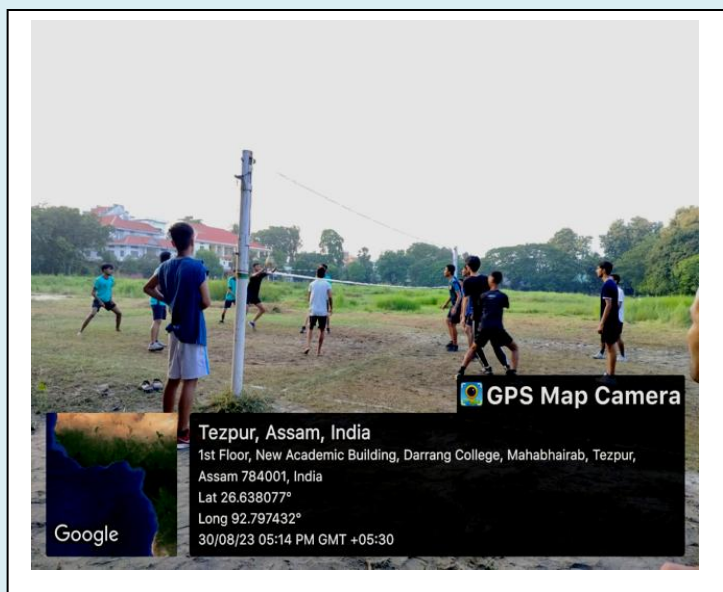 GPS Map Camera
Tezpur, Assam, India
1st Floor, New Academic Building, Darrang College, Mahabhairab, Tezpur,
Assam 784001, India
Lat 26.638077°
Long 92.797432°
30/08/23 05:14 PM GMT +05:30
Google